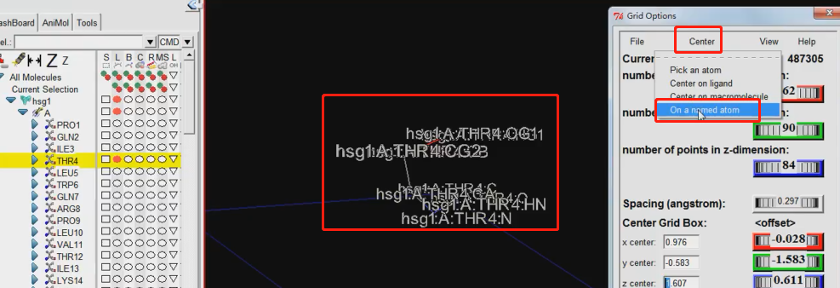 ashBoard AniMol Tools
el.: CMD
Z Z
S L B C R MS L
All Molecules
Current Selection
hsg1
A
PRO1
GLN2
ILE3
THR4
LEU5
TRP6
GLN7
ARG8
PRO9
LEU10
VAL11
THR12
ILE13
LYS14
hsg1:A:THR4:OG1
hsg1:A:THR4:CG2
hsg1:A:THR4:C
hsg1:A:THR4:HN
hsg1:A:THR4:N
Grid Options
File Center View Help
Curre 487305
Pick an atom
Center on ligand
Center on macromolecule
On a named atom
numbe
62
numbe
90
number of points in z-dimension:
84
Spacing (angstrom): 0.297
Center Grid Box: <offset>
x center: 0.976 -0.028
y center: -0.583 -1.583
z center: 607 0.611